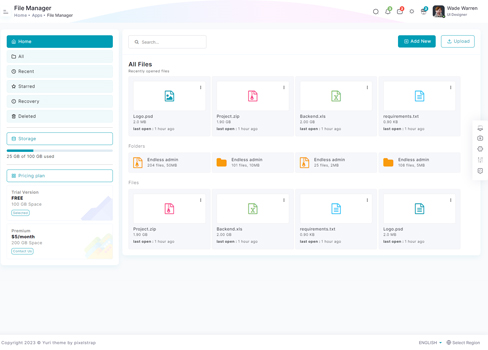 File Manager
Home • Apps • File Manager
Wade Warren
UI Designer
Home
All
Recent
Starred
Recovery
Deleted
Storage
25 GB of 100 GB used
Pricing plan
Trial Version
FREE
100 GB Space
Selected
Premium
$5/month
200 GB Space
Contact Us
Search...
Add New
Upload
All Files
Recently opened files
Logo.psd
2.0 MB
last open : 1 hour ago
Project.zip
1.90 GB
last open : 1 hour ago
Backend.xls
2.00 GB
last open : 1 hour ago
requirements.txt
0.90 KB
last open : 1 hour ago
Folders
Endless admin
204 files, 50MB
Endless admin
101 files, 10MB
Endless admin
25 files, 2MB
Endless admin
108 files, 5MB
Files
Project.zip
1.90 GB
last open : 1 hour ago
Backend.xls
2.00 GB
last open : 1 hour ago
requirements.txt
0.90 KB
last open : 1 hour ago
Logo.psd
2.0 MB
last open : 1 hour ago
Copyright 2023 © Yuri theme by pixelstrap
ENGLISH
Select Region